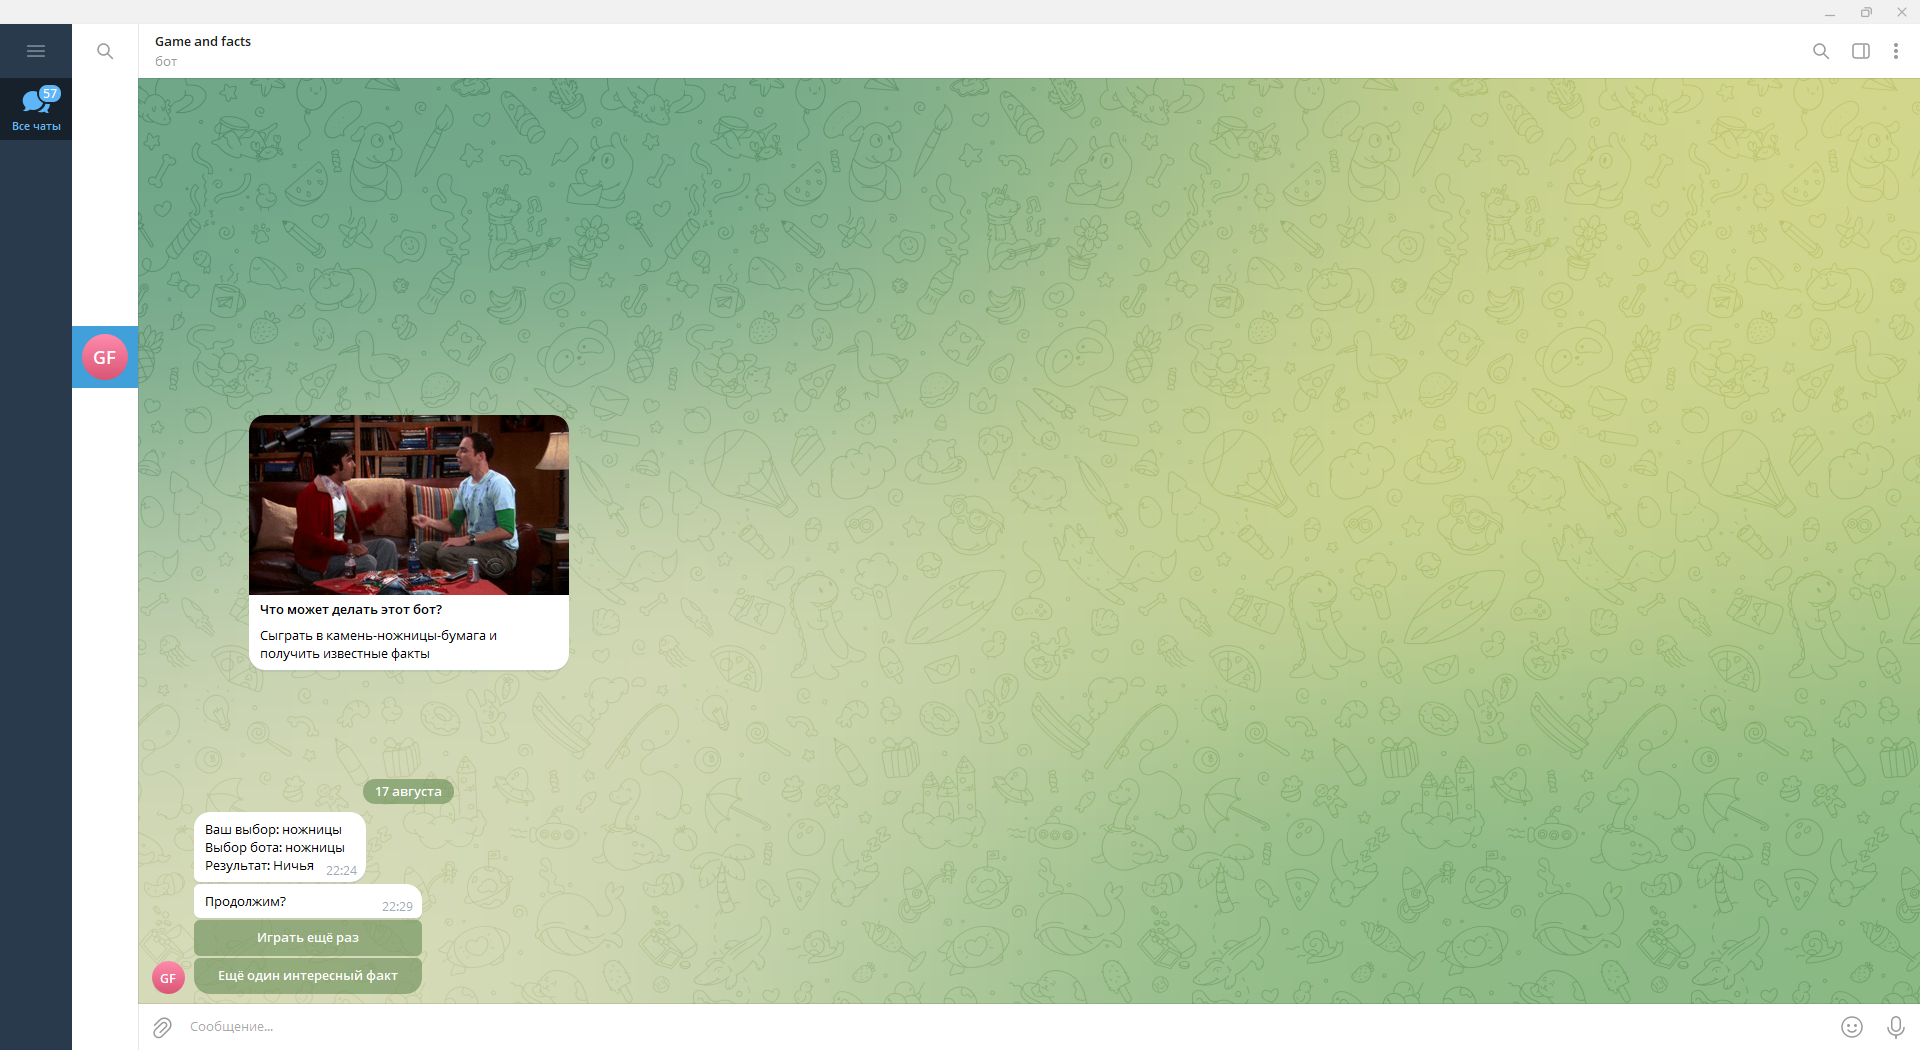 Game and facts
бот
57
Все чаты
GF
Что может делать этот бот?
Сыграть в камень-ножницы-бумага и
получить известные факты
17 августа
Ваш выбор: ножницы
Выбор бота: ножницы
Результат: Ничья 22:24
Продолжим? 22:29
Играть ещё раз
Ещё один интересный факт
GF
Сообщение...